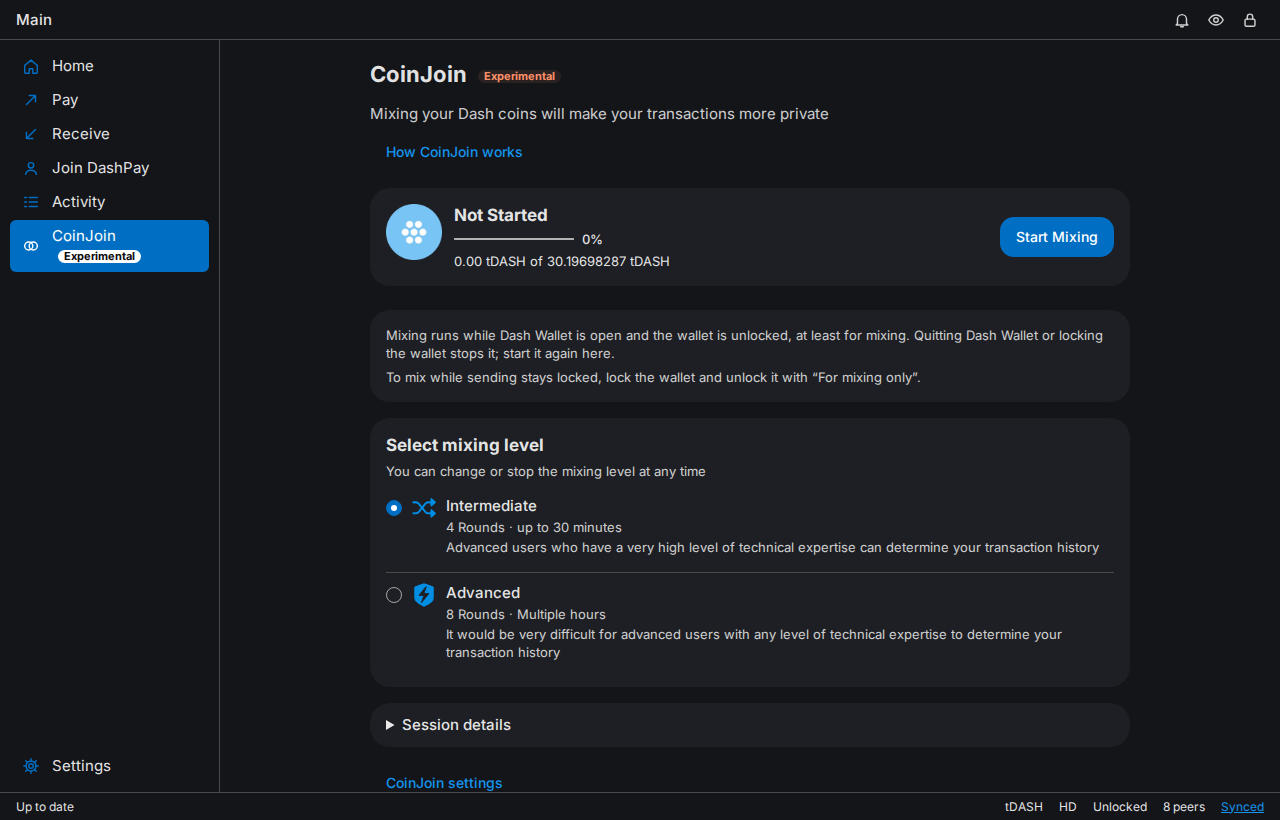 Main
Home
Pay
Receive
Join DashPay
Activity
CoinJoin
Experimental
Settings
CoinJoin Experimental
Mixing your Dash coins will make your transactions more private
How CoinJoin works
Not Started
0%
0.00 tDASH of 30.19698287 tDASH
Start Mixing
Mixing runs while Dash Wallet is open and the wallet is unlocked, at least for mixing. Quitting Dash Wallet or locking
the wallet stops it; start it again here.
To mix while sending stays locked, lock the wallet and unlock it with “For mixing only”.
Select mixing level
You can change or stop the mixing level at any time
Intermediate
4 Rounds · up to 30 minutes
Advanced users who have a very high level of technical expertise can determine your transaction history
Advanced
8 Rounds · Multiple hours
It would be very difficult for advanced users with any level of technical expertise to determine your
transaction history
Session details
CoinJoin settings
Up to date
tDASH HD Unlocked 8 peers Synced